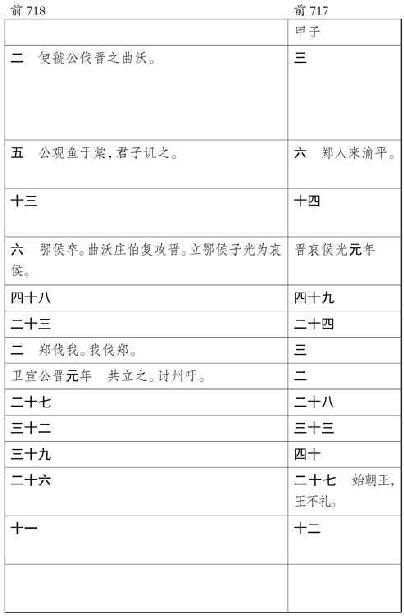 前 718
前 717
甲子
二 使虢公伐晋之曲沃。
三
五 公观鱼于棠，君子讥之。
六 郑人来渝平。
十三
十四
六 鄂侯卒。曲沃庄伯复攻晋。立鄂侯子光为哀
侯。
晋哀侯光元年
四十八
四十九
二十三
二十四
二 郑伐我。我伐郑。
三
卫宣公晋元年 共立之。讨州吁。
二
二十七
二十八
三十二
三十三
三十九
四十
二十六
二十七 始朝王，
王不礼。
十一
十二